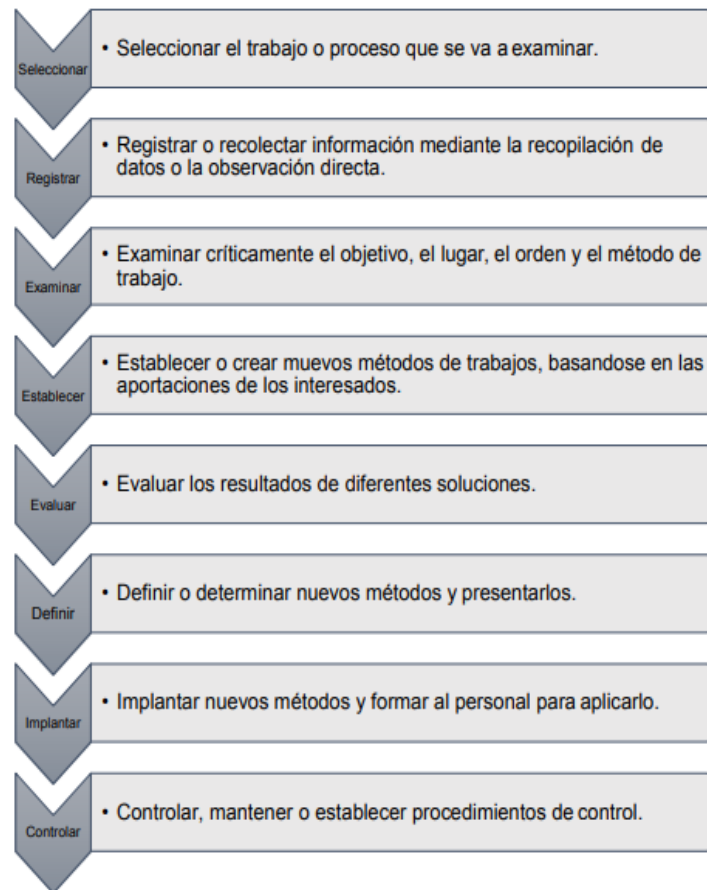 Seleccionar
• Seleccionar el trabajo o proceso que se va a examinar.
Registrar
• Registrar o recolectar información mediante la recopilación de
datos o la observación directa.
Examinar
• Examinar críticamente el objetivo, el lugar, el orden y el método de
trabajo.
Establecer
• Establecer o crear muevos métodos de trabajos, basandose en las
aportaciones de los interesados.
Evaluar
• Evaluar los resultados de diferentes soluciones.
Definir
• Definir o determinar nuevos métodos y presentarlos.
Implantar
• Implantar nuevos métodos y formar al personal para aplicarlo.
Controlar
• Controlar, mantener o establecer procedimientos de control.